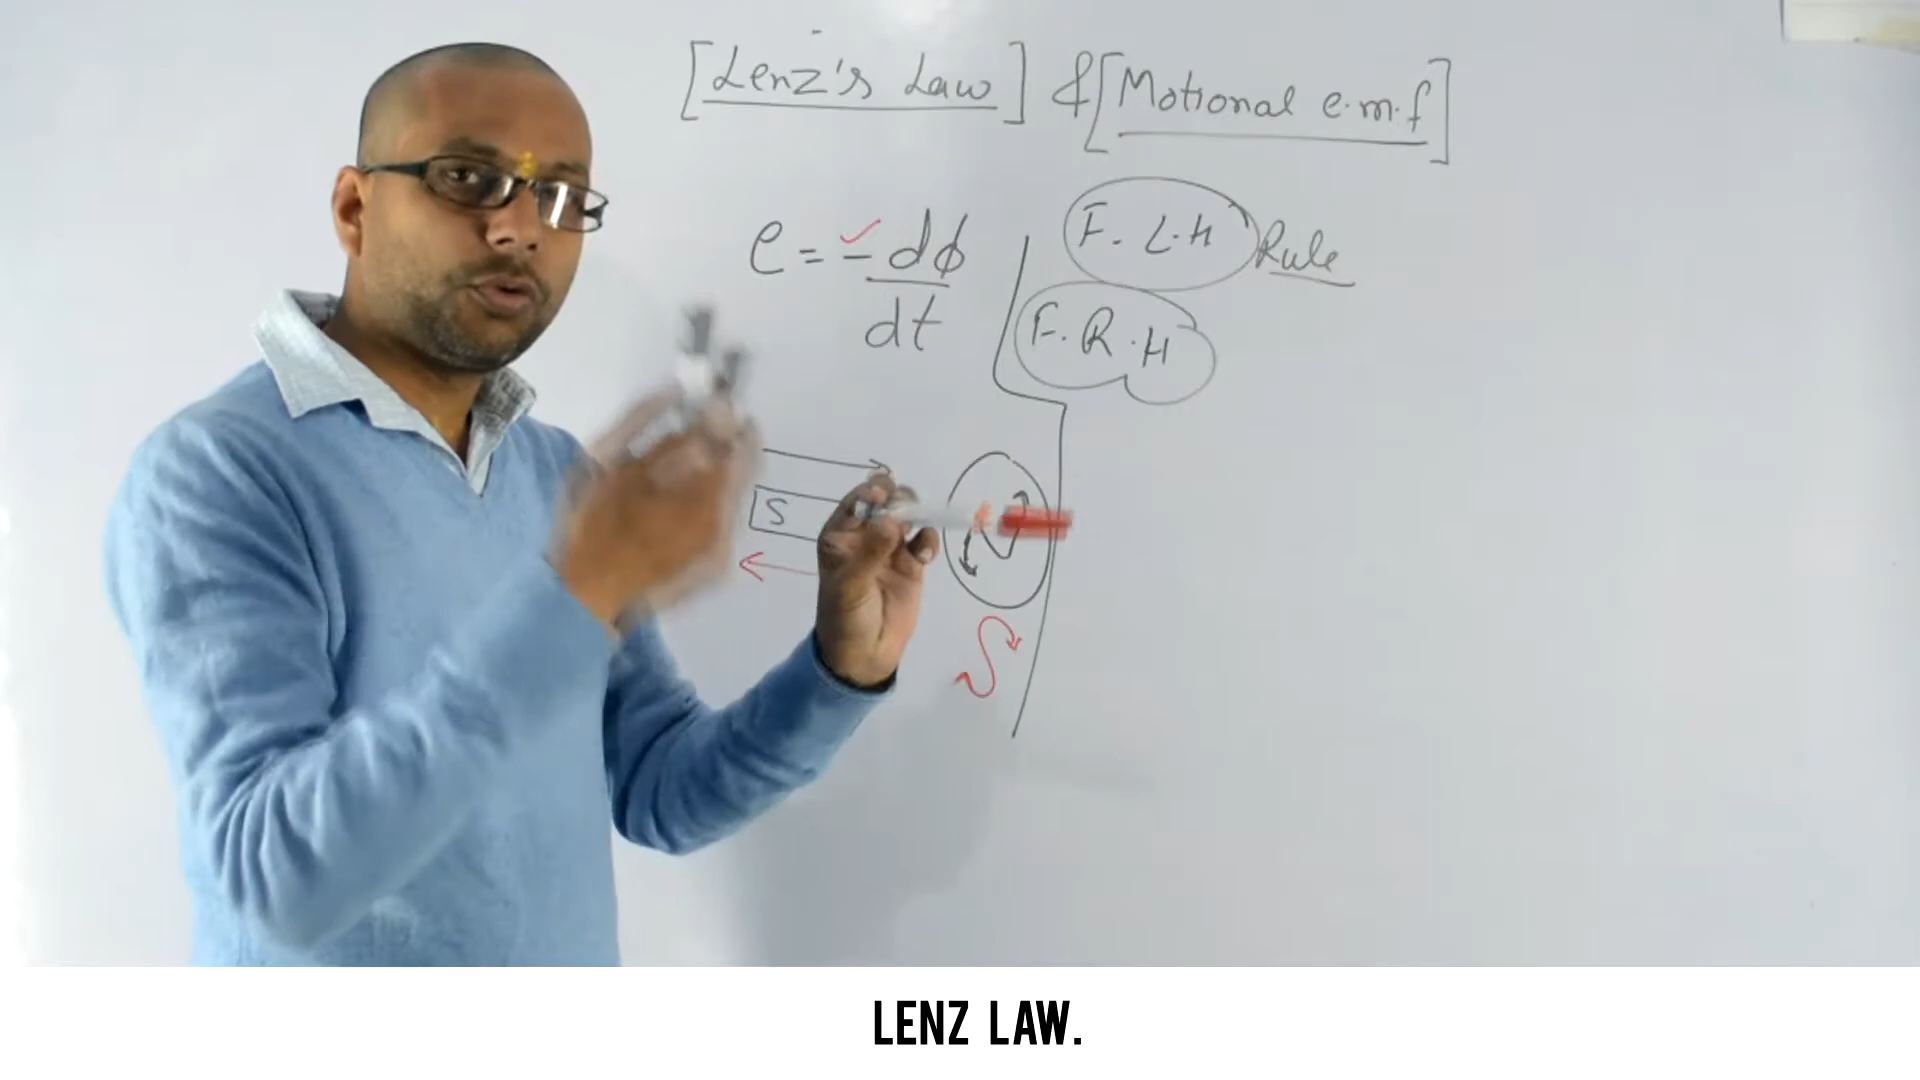 [Lenz's Law] & [Motional e.m.f]
e = - dφ
dt
F. L.H Rule
F. R.H
S
N
S
LENZ LAW.